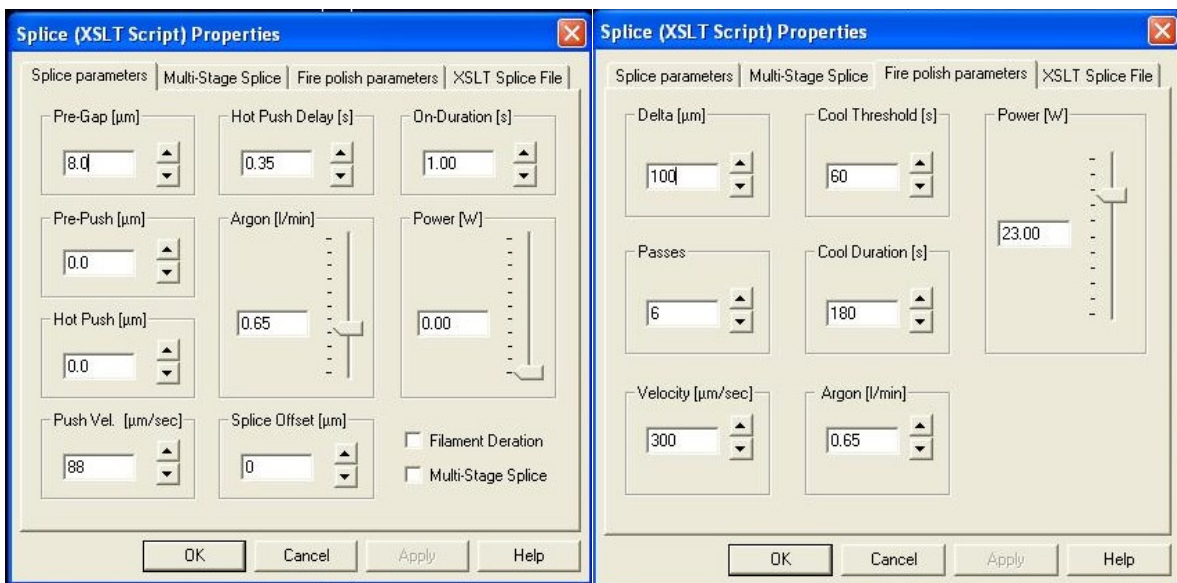 Splice (XSLT Script) Properties
Splice parameters Multi-Stage Splice Fire polish parameters XSLT Splice File
Pre-Gap [µm] Hot Push Delay [s] On-Duration [s]
8.0 0.35 1.00
Pre-Push [µm] Argon [l/min] Power [W]
0.0
Hot Push [µm]
0.65 0.00
0.0
Push Vel. [µm/sec] Splice Offset [µm]
Filament Deration
88 0
Multi-Stage Splice
OK Cancel Apply Help
Splice (XSLT Script) Properties
Splice parameters Multi-Stage Splice Fire polish parameters XSLT Splice File
Delta [µm] Cool Threshold [s] Power [W]
100 60
23.00
Passes Cool Duration [s]
6 180
Velocity [µm/sec] Argon [l/min]
300 0.65
OK Cancel Apply Help